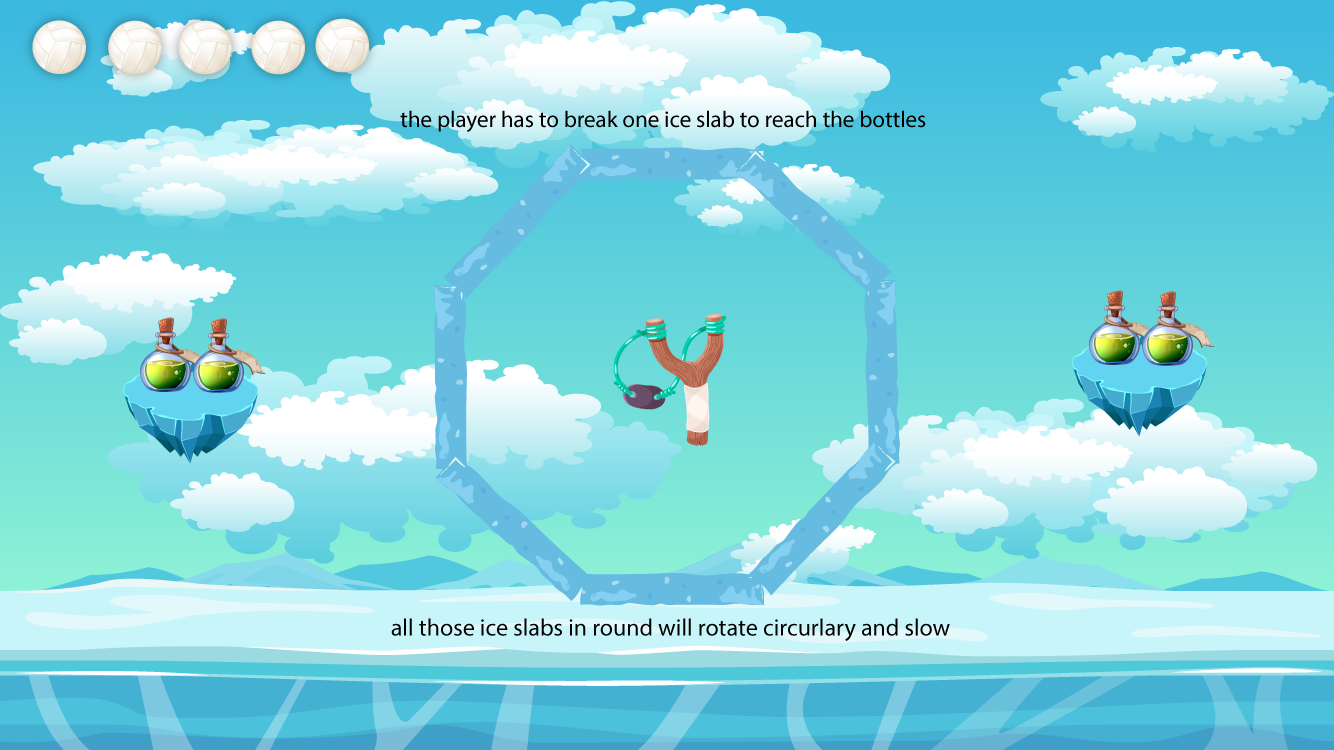 the player has to break one ice slab to reach the bottles
all those ice slabs in round will rotate circurlary and slow